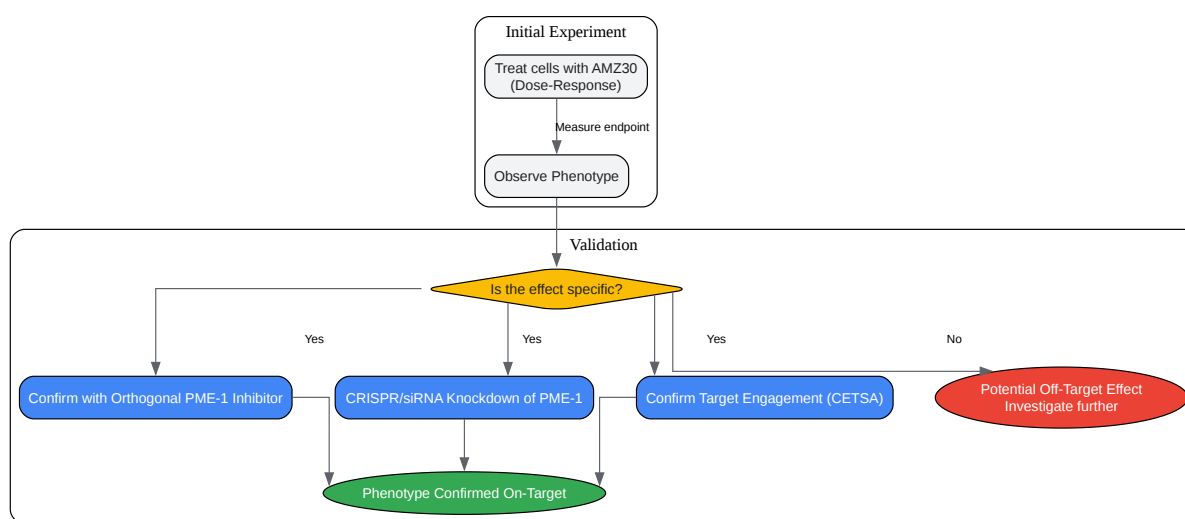 Initial Experiment
Treat cells with AMZ30
(Dose-Response)
Measure endpoint
Observe Phenotype
Validation
Is the effect specific?
Yes
Yes
Yes
No
Confirm with Orthogonal PME-1 Inhibitor
CRISPR/siRNA Knockdown of PME-1
Confirm Target Engagement (CETSA)
Potential Off-Target Effect
Investigate further
Phenotype Confirmed On-Target